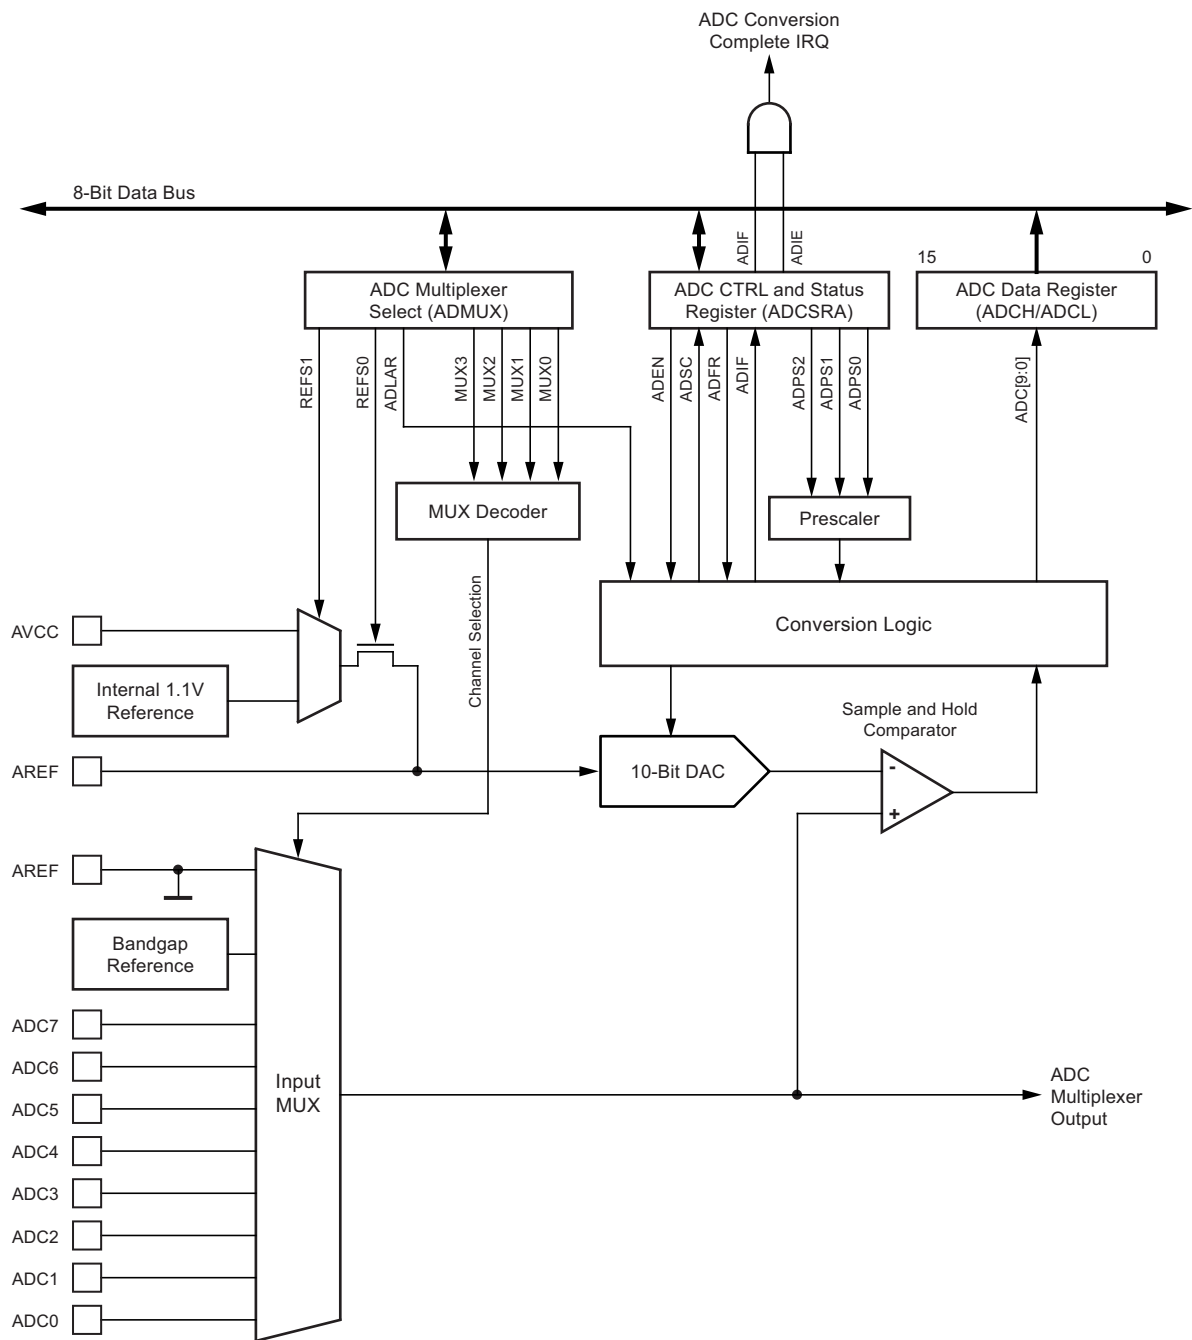 ADC Conversion
Complete IRQ
8-Bit Data Bus
ADIF
ADIE
15
0
ADC Multiplexer
Select (ADMUX)
ADC CTRL and Status
Register (ADCSRA)
ADC Data Register
(ADCH/ADCL)
REFS1
REFS0
ADLAR
MUX3
MUX2
MUX1
MUX0
ADEN
ADSC
ADFR
ADIF
ADPS2
ADPS1
ADPS0
ADC[9:0]
MUX Decoder
Prescaler
Channel Selection
Conversion Logic
AVCC
Internal 1.1V
Reference
Sample and Hold
Comparator
AREF
10-Bit DAC
-
+
AREF
Bandgap
Reference
ADC7
ADC6
ADC5
ADC4
ADC3
ADC2
ADC1
ADC0
Input
MUX
ADC
Multiplexer
Output